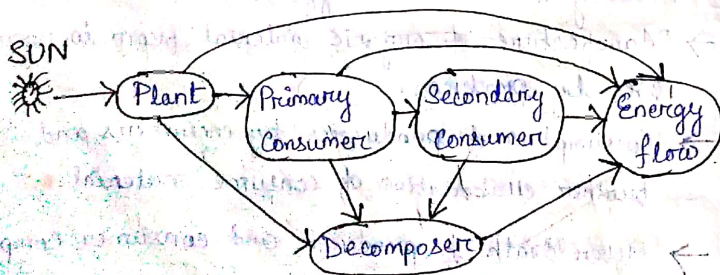 SUN
Plant
Primary
Consumer
Secondary
Consumer
Energy
flow
Decomposer